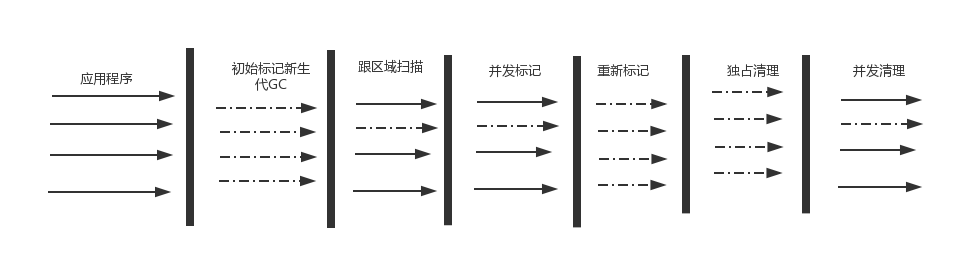 应用程序
初始标记新生
代GC
跟区域扫描
并发标记
重新标记
独占清理
并发清理